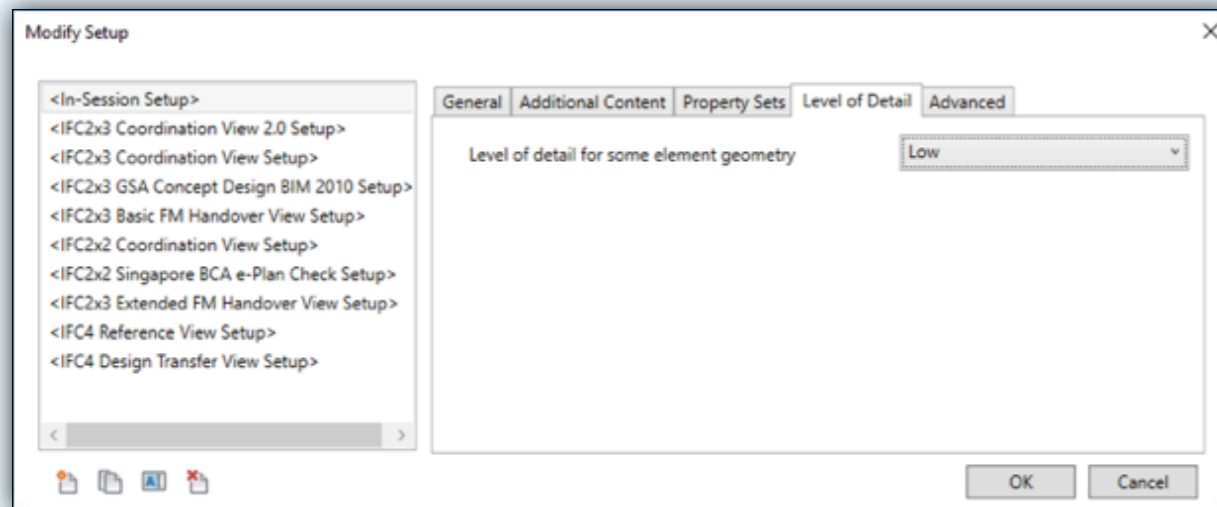 Modify Setup
<In-Session Setup>
<IFC2x3 Coordination View 2.0 Setup>
<IFC2x3 Coordination View Setup>
<IFC2x3 GSA Concept Design BIM 2010 Setup>
<IFC2x3 Basic FM Handover View Setup>
<IFC2x2 Coordination View Setup>
<IFC2x2 Singapore BCA e-Plan Check Setup>
<IFC2x3 Extended FM Handover View Setup>
<IFC4 Reference View Setup>
<IFC4 Design Transfer View Setup>
General Additional Content Property Sets Level of Detail Advanced
Level of detail for some element geometry Low
OK Cancel